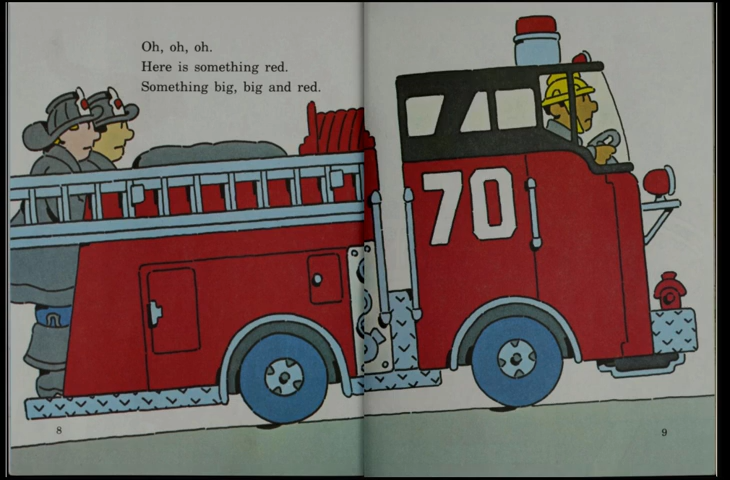 Oh, oh, oh.
Here is something red.
Something big, big and red.
70
8
9